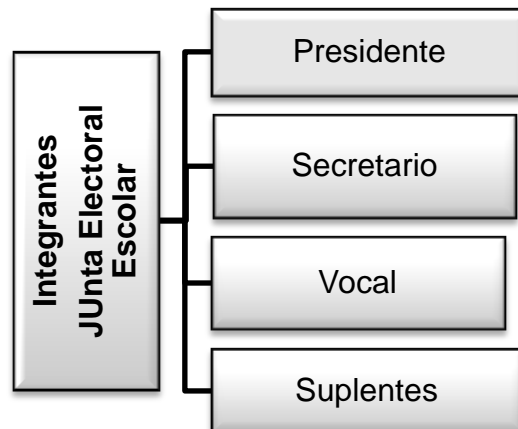 Integrantes
JUnta Electoral
Escolar
Presidente
Secretario
Vocal
Suplentes